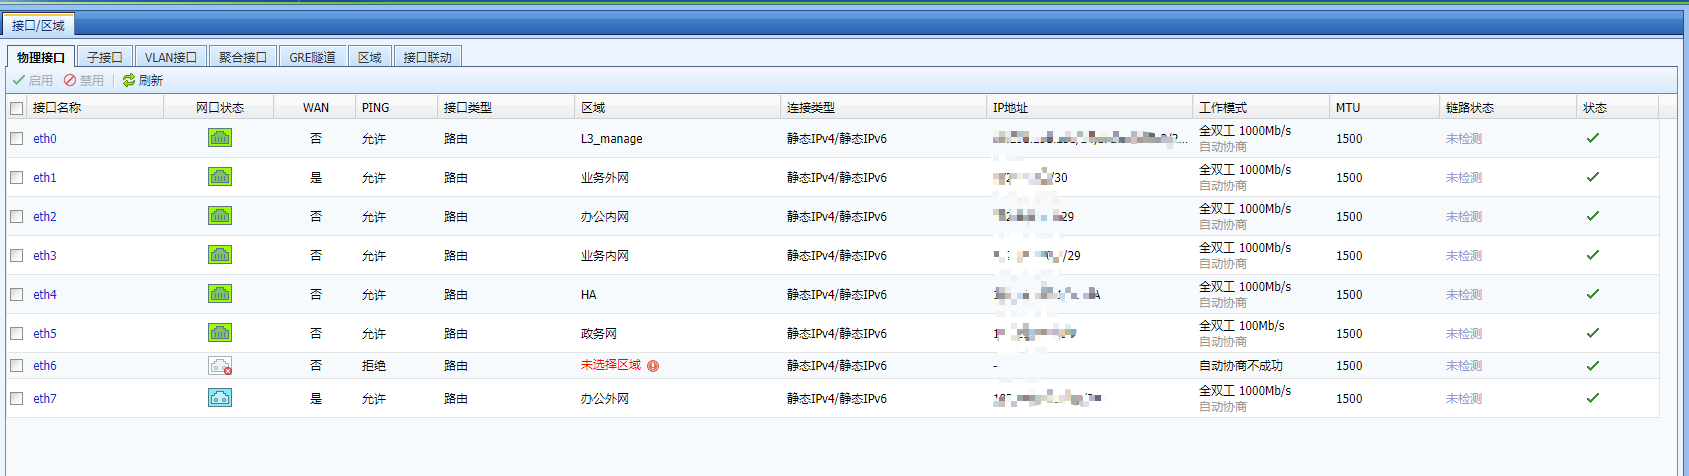 接口/区域
物理接口 子接口 VLAN接口 聚合接口 GRE隧道 区域 接口联动
启用 禁用 刷新
接口名称 网口状态 WAN PING 接口类型 区域 连接类型 IP地址 工作模式 MTU 链路状态 状态
eth0 否 允许 路由 L3_manage 静态IPv4/静态IPv6 全双工 1000Mb/s 1500 未检测
自动协商
eth1 是 允许 路由 业务外网 静态IPv4/静态IPv6 /30 全双工 1000Mb/s 1500 未检测
自动协商
eth2 否 允许 路由 办公内网 静态IPv4/静态IPv6 29 全双工 1000Mb/s 1500 未检测
自动协商
eth3 否 允许 路由 业务内网 静态IPv4/静态IPv6 /29 全双工 1000Mb/s 1500 未检测
自动协商
eth4 否 允许 路由 HA 静态IPv4/静态IPv6 全双工 1000Mb/s 1500 未检测
自动协商
eth5 否 允许 路由 政务网 静态IPv4/静态IPv6 全双工 100Mb/s 1500 未检测
自动协商
eth6 否 拒绝 路由 未选择区域 静态IPv4/静态IPv6 - 自动协商不成功 1500 未检测
eth7 是 允许 路由 办公外网 静态IPv4/静态IPv6 全双工 1000Mb/s 1500 未检测
自动协商